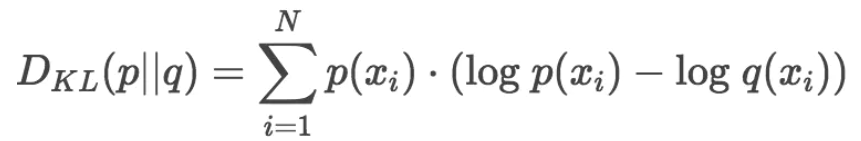 $D_{KL}(p||q) = \sum_{i=1}^{N} p(x_i) \cdot (\log p(x_i) - \log q(x_i))$